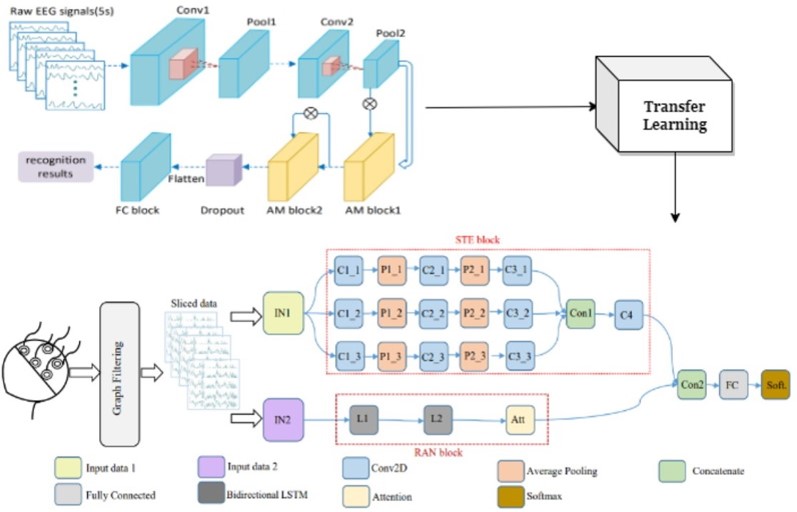 Raw EEG signals(5s)
Conv1
Pool1
Conv2
Pool2
Transfer
Learning
recognition
results
FC block
Flatten
Dropout
AM block2
AM block1
STE block
C1_1 P1_1 C2_1 P2_1 C3_1
Sliced data
IN1
C1_2 P1_2 C2_2 P2_2 C3_2
Con1
C4
C1_3 P1_3 C2_3 P2_3 C3_3
Graph Filtering
Con2
FC
Soft.
IN2
L1
L2
Att
RAN block
Input data 1
Input data 2
Conv2D
Average Pooling
Concatenate
Fully Connected
Bidirectional LSTM
Attention
Softmax